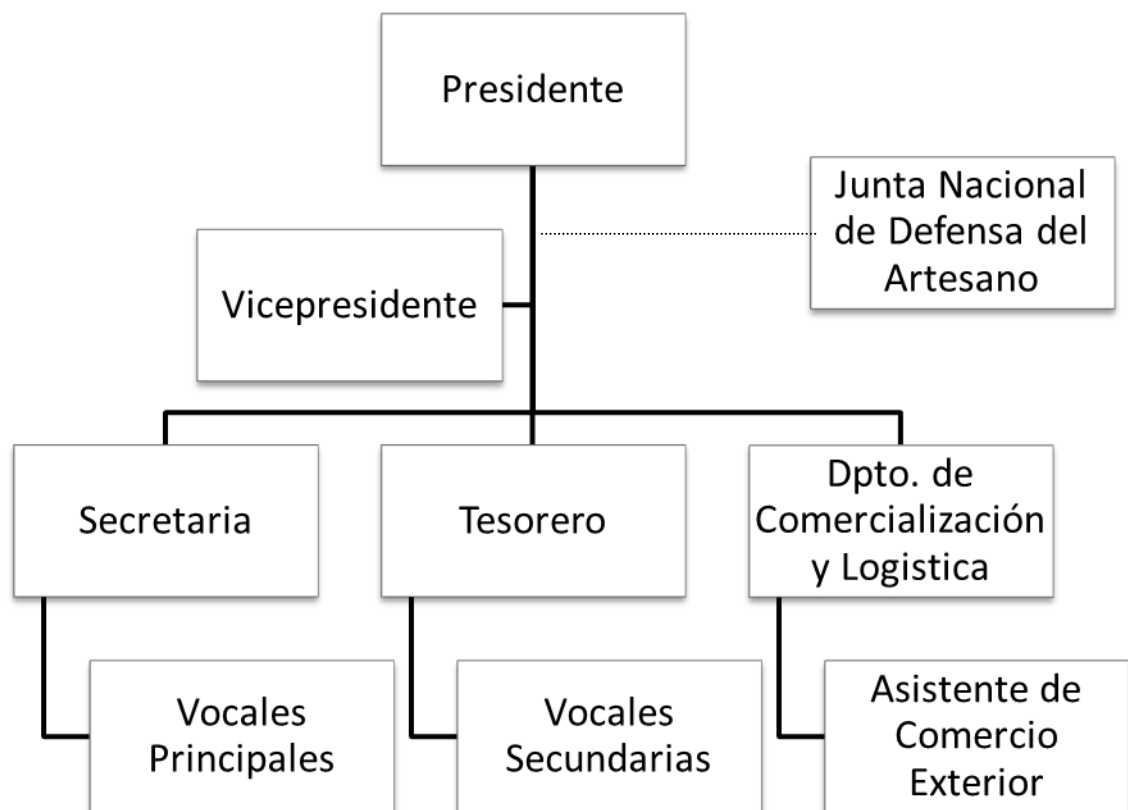 Presidente
Junta Nacional
de Defensa del
Artesano
Vicepresidente
Secretaria
Tesorero
Dpto. de
Comercialización
y Logistica
Vocales
Principales
Vocales
Secundarias
Asistente de
Comercio
Exterior